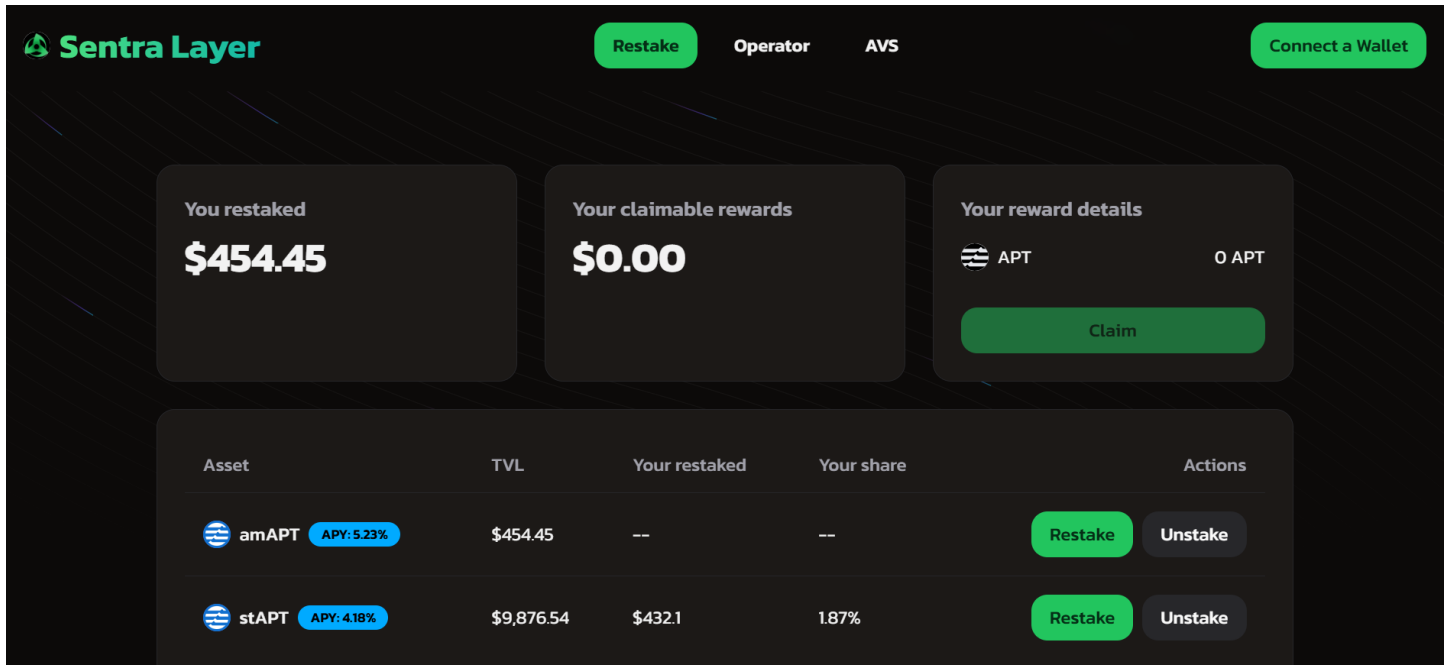 Sentra Layer Restake Operator AVS Connect a Wallet
You restaked Your claimable rewards Your reward details
$454.45 $0.00 APT 0 APT
Claim
Asset TVL Your restaked Your share Actions
amAPT APY: 5.23% $454.45 -- -- Restake Unstake
stAPT APY: 4.18% $9,876.54 $432.1 1.87% Restake Unstake